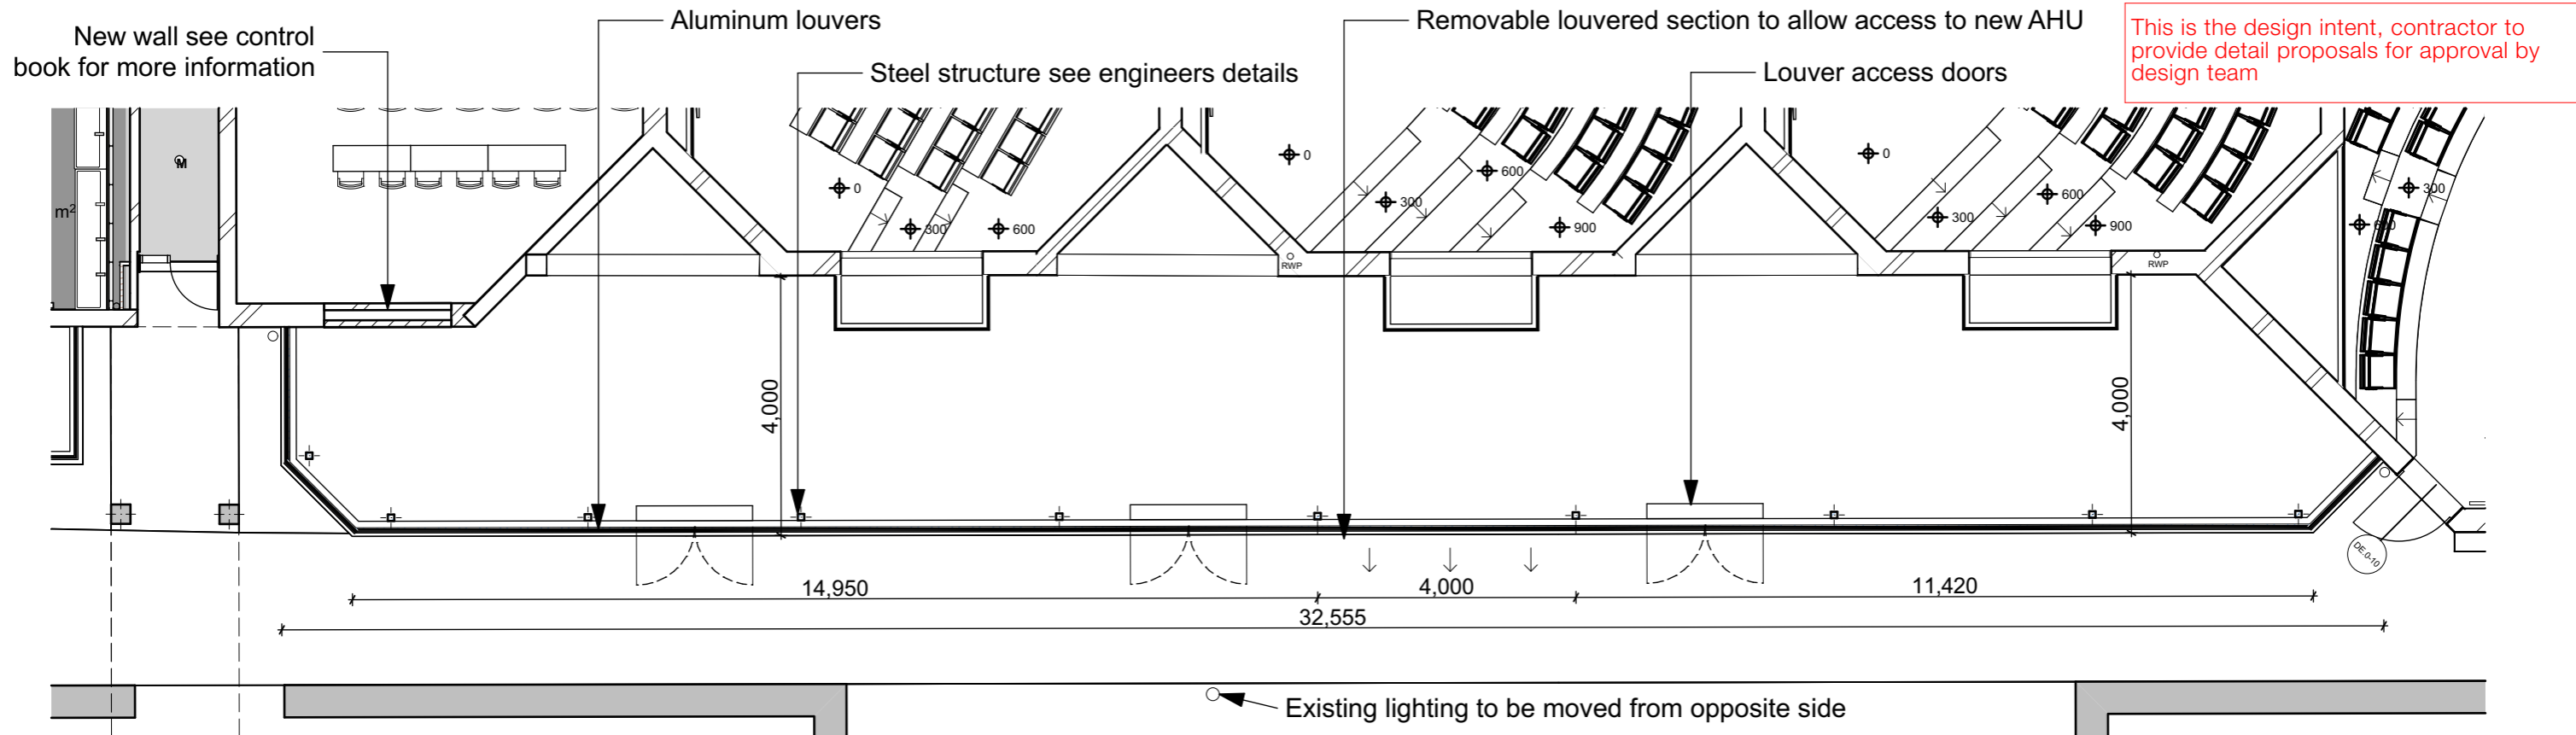 New wall see control
book for more information
Aluminum louvers
Steel structure see engineers details
Removable louvered section to allow access to new AHU
Louver access doors
This is the design intent, contractor to
provide detail proposals for approval by
design team
M
m²
0
300
600
0
300
600
900
0
300
600
900
300
600
RWP
RWP
4,000
4,000
DE.0-10
14,950
4,000
11,420
32,555
Existing lighting to be moved from opposite side